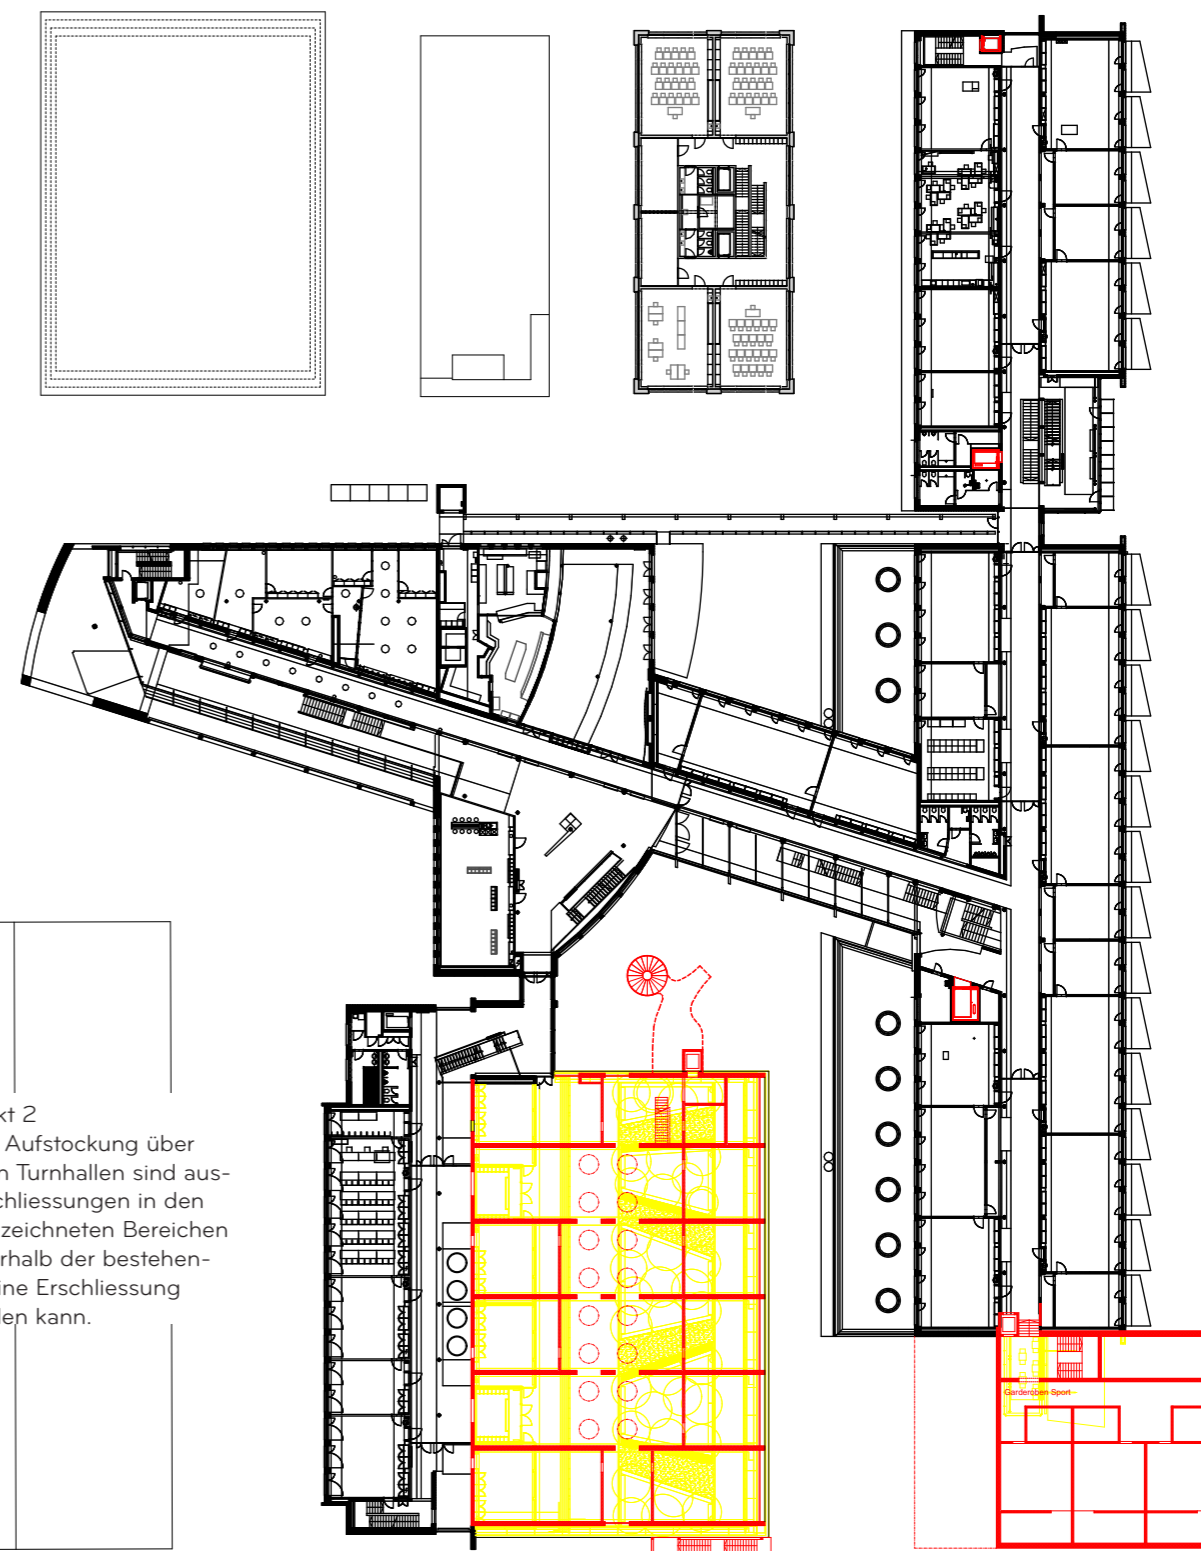 kt 2
Aufstockung über
n Turnhallen sind aus-
chliessungen in den
zeichneten Bereichen
rhalb der bestehen-
ine Erschliessung
len kann.
Garderoben Sport